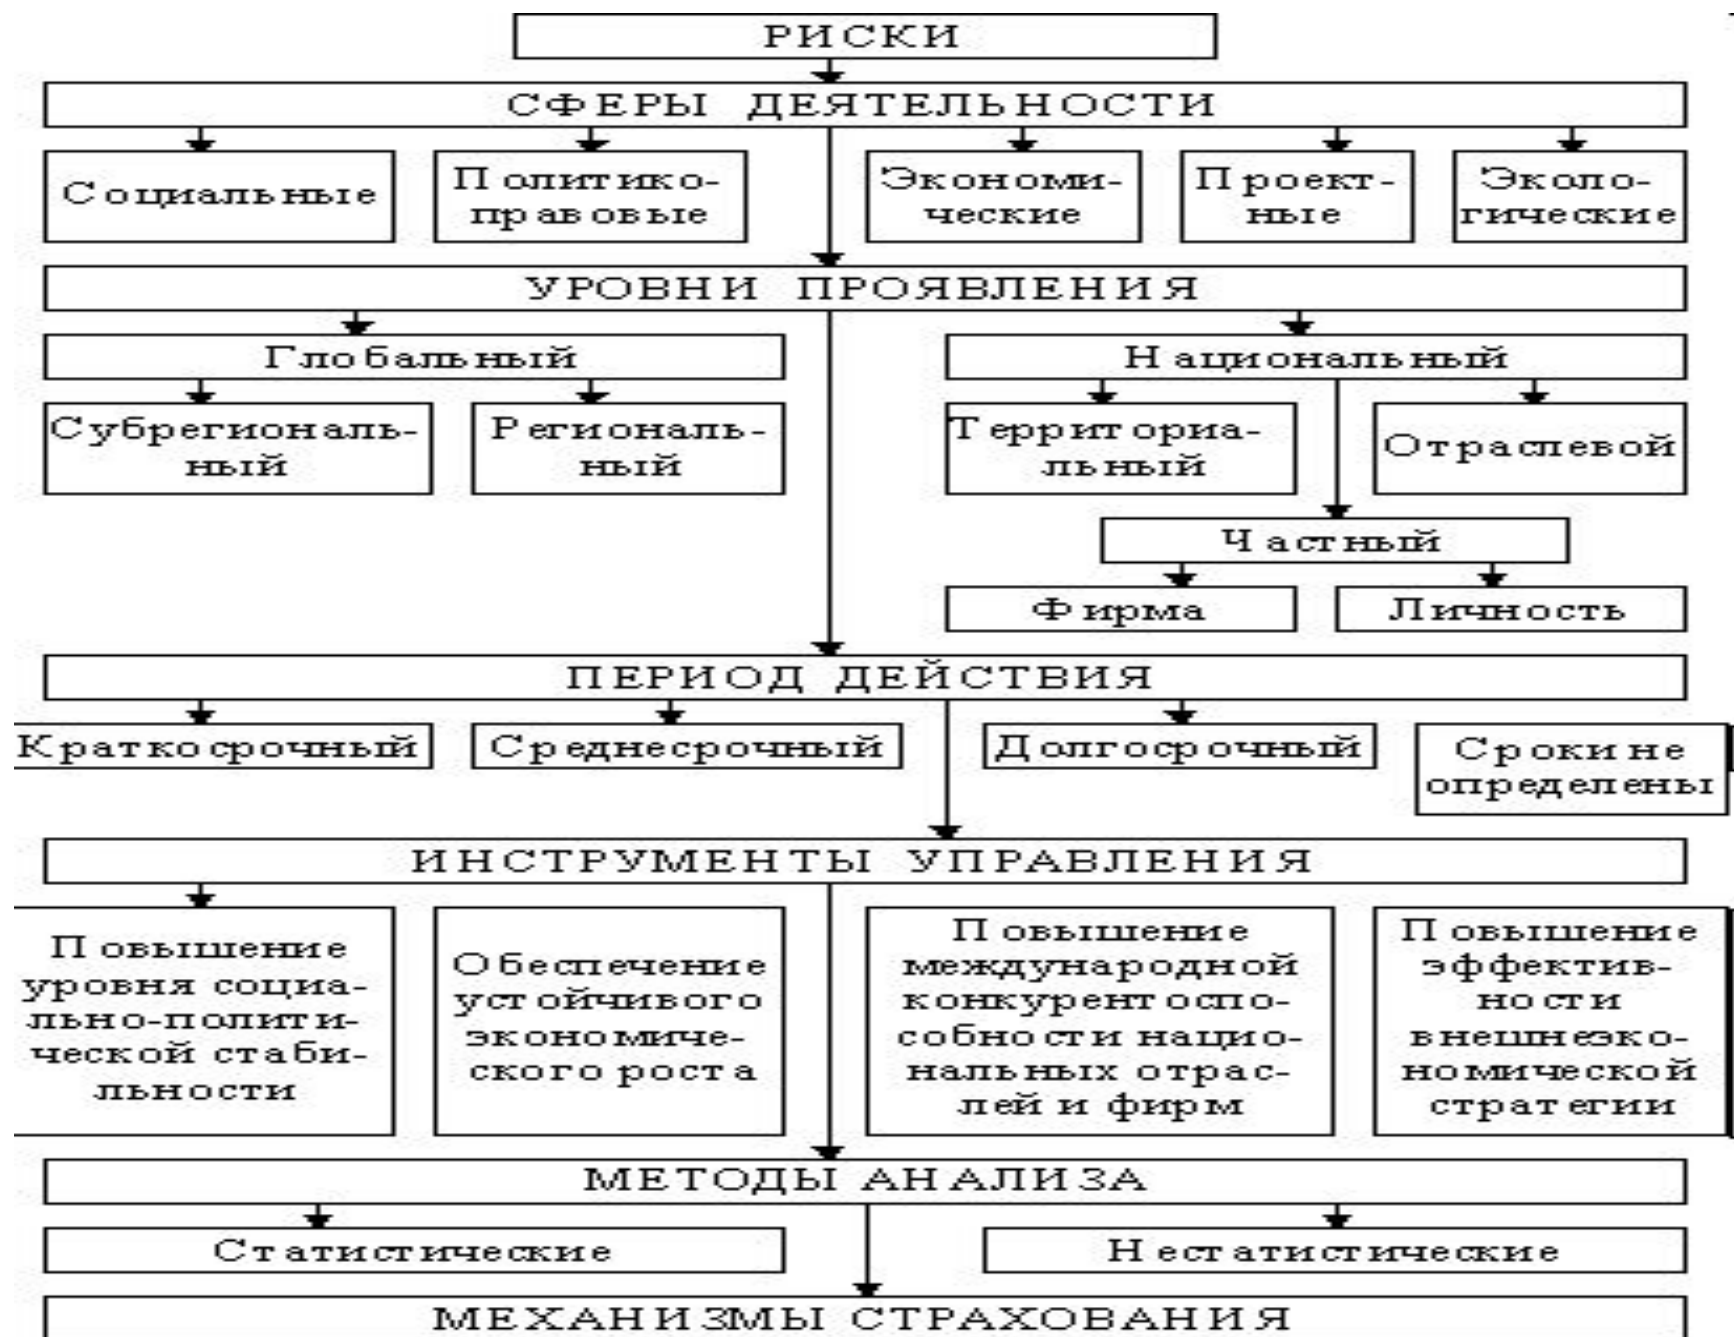 РИСКИ
СФЕРЫ ДЕЯТЕЛЬНОСТИ
Социальные
Политико-
правовые
Экономи-
ческие
Проект-
ные
Эколо-
гические
УРОВНИ ПРОЯВЛЕНИЯ
Глобальный
Национальный
Субрегиональ-
ный
Региональ-
ный
Территориа-
льный
Отраслевой
Частный
Фирма
Личность
ПЕРИОД ДЕЙСТВИЯ
Краткосрочный
Среднесрочный
Долгосрочный
Сроки не
определены
ИНСТРУМЕНТЫ УПРАВЛЕНИЯ
Повышение
уровня социа-
льно-полити-
ческой стаби-
льности
Обеспечение
устойчивого
экономиче-
ского роста
Повышение
международной
конкурентоспо-
собности нацио-
нальных отрас-
лей и фирм
Повышение
эффектив-
ности
внешнеэко-
номической
стратегии
МЕТОДЫ АНАЛИЗА
Статистические
Нестатистические
МЕХАНИЗМЫ СТРАХОВАНИЯ